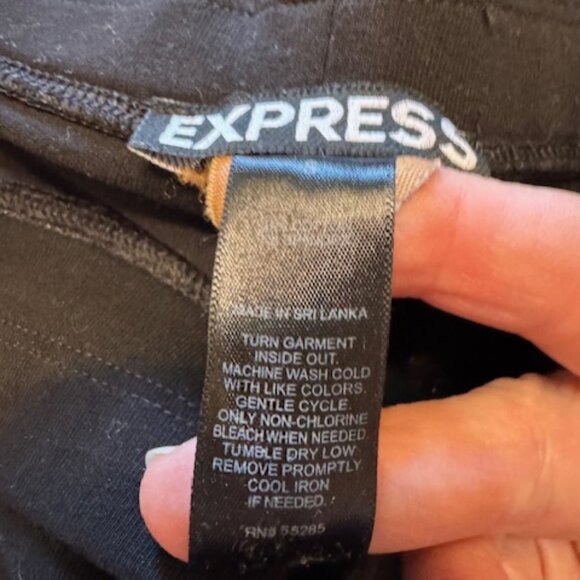 EXPRESS
MADE IN SRI LANKA
TURN GARMENT
INSIDE OUT.
MACHINE WASH COLD
WITH LIKE COLORS.
GENTLE CYCLE.
ONLY NON-CHLORINE
BLEACH WHEN NEEDED.
TUMBLE DRY LOW.
REMOVE PROMPTLY.
COOL IRON
IF NEEDED.
RN# 55285